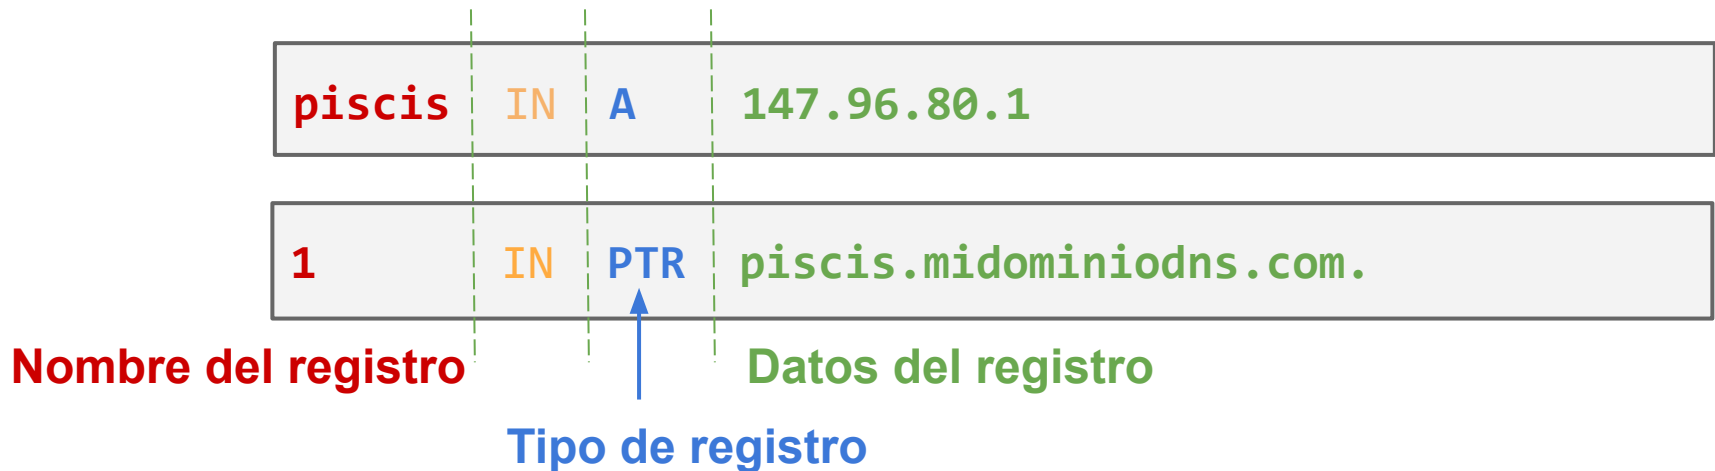 piscis IN A 147.96.80.1
1 IN PTR piscis.midominiodns.com.
Nombre del registro Datos del registro
Tipo de registro